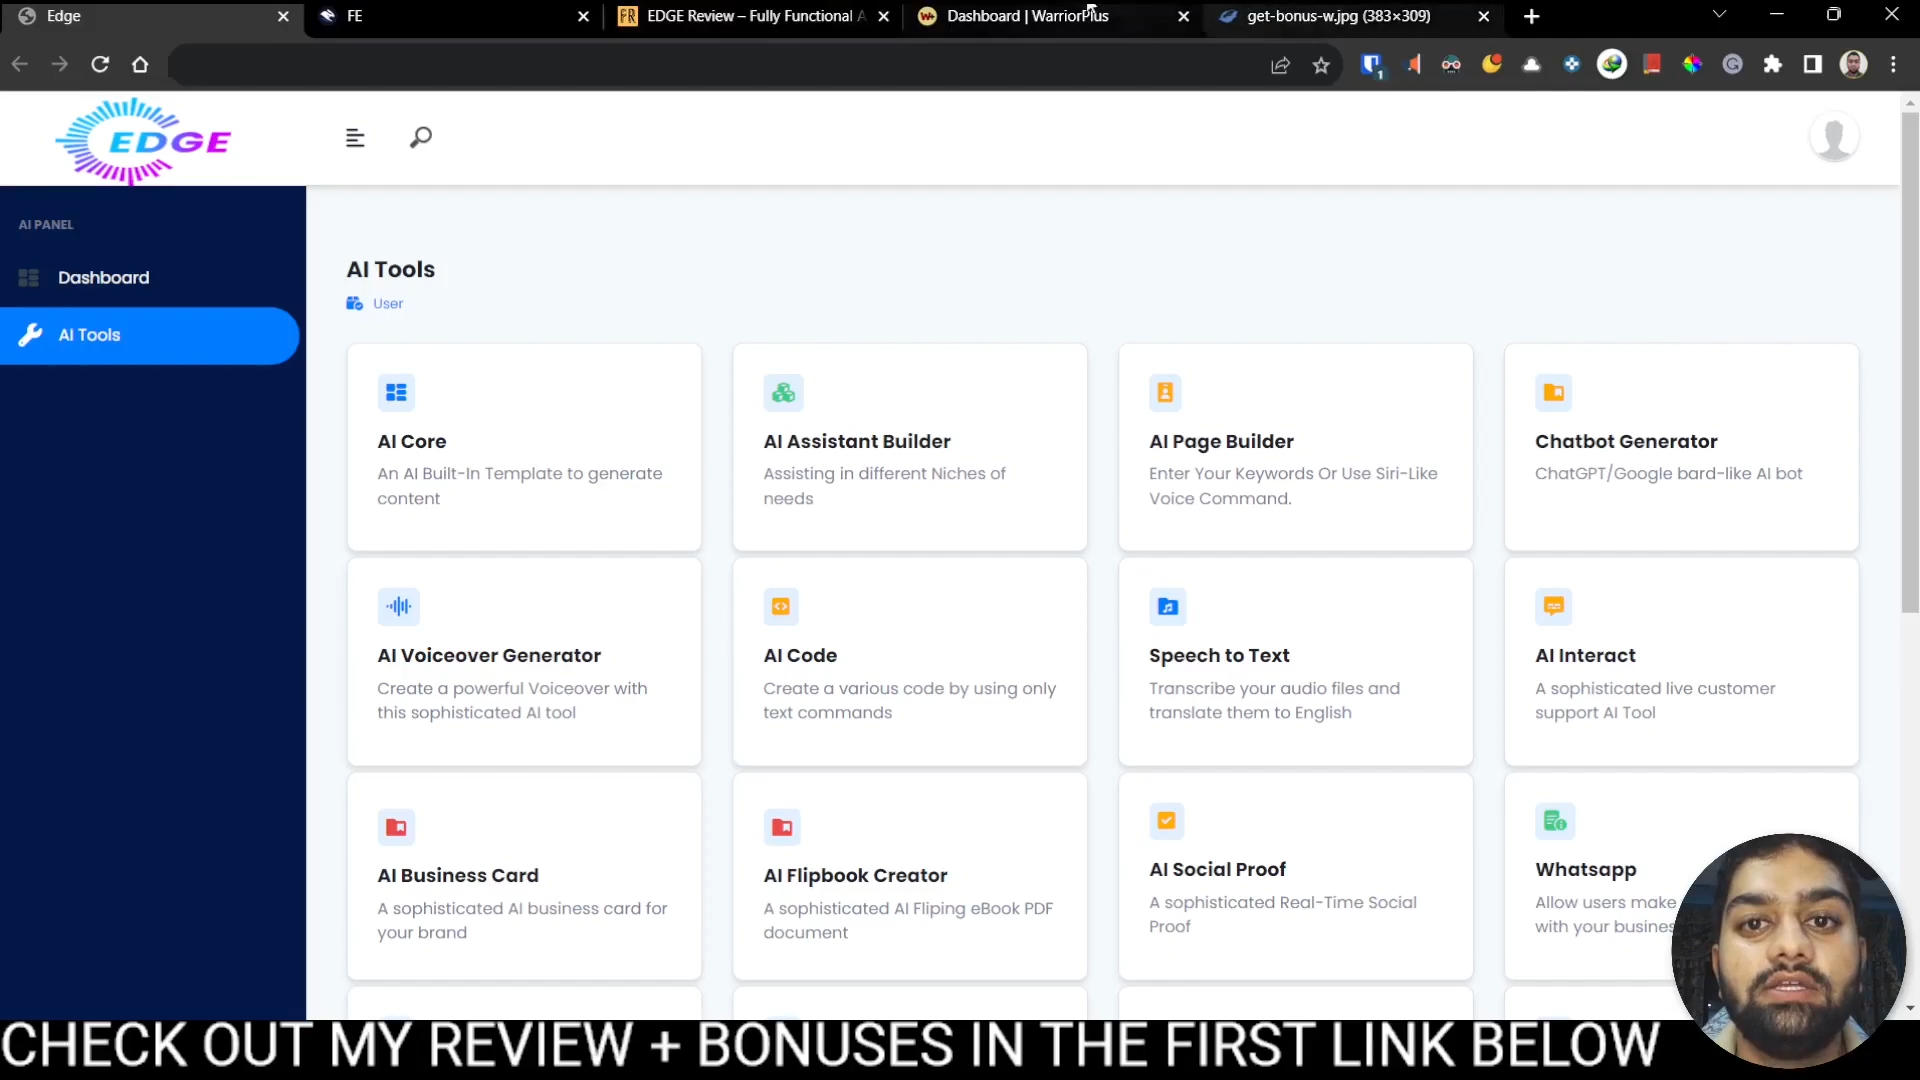 Edge
FE
FR
EDGE Review – Fully Functional A
W+
Dashboard | WarriorPlus
get-bonus-w.jpg (383×309)
1
EDGE
AI PANEL
Dashboard
AI Tools
AI Tools
User
AI Core
An AI Built-In Template to generate
content
AI Assistant Builder
Assisting in different Niches of
needs
AI Page Builder
Enter Your Keywords Or Use Siri-Like
Voice Command.
Chatbot Generator
ChatGPT/Google bard-like AI bot
AI Voiceover Generator
Create a powerful Voiceover with
this sophisticated AI tool
AI Code
Create a various code by using only
text commands
Speech to Text
Transcribe your audio files and
translate them to English
AI Interact
A sophisticated live customer
support AI Tool
AI Business Card
A sophisticated AI business card for
your brand
AI Flipbook Creator
A sophisticated AI Fliping eBook PDF
document
AI Social Proof
A sophisticated Real-Time Social
Proof
Whatsapp
Allow users make
with your busines
CHECK OUT MY REVIEW + BONUSES IN THE FIRST LINK BELOW